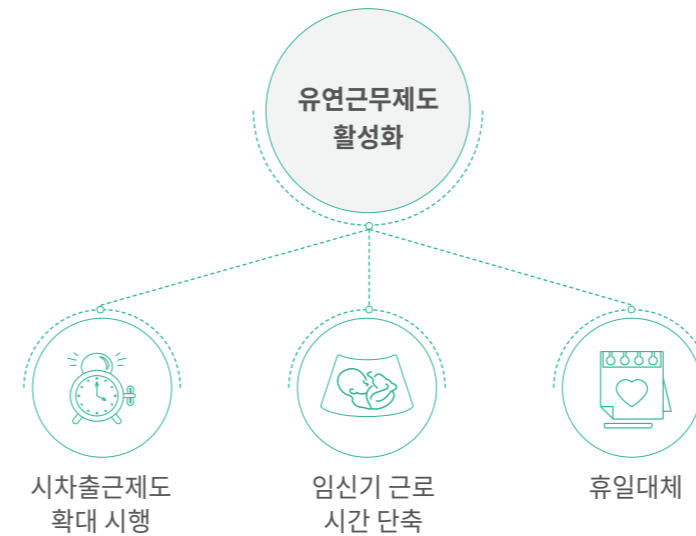 유연근무제도
활성화
시차출근제도
확대 시행
임신기 근로
시간 단축
휴일대체